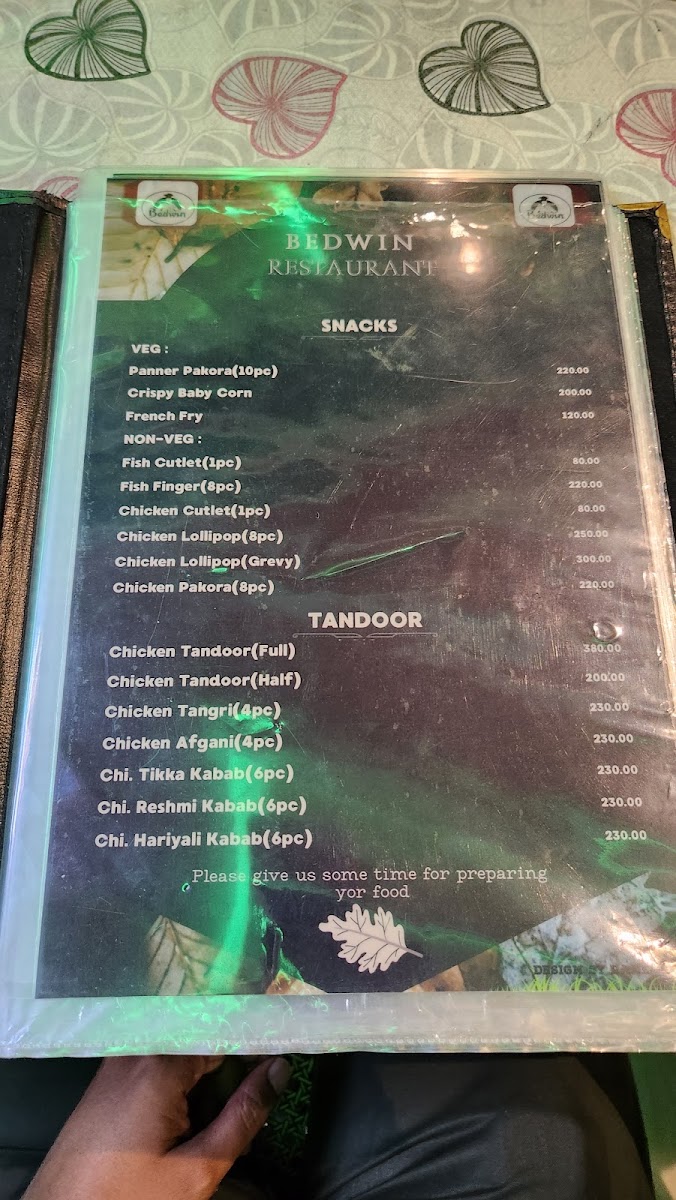 Bedwin
Bedwin
BEDWIN
RESTAURANT
SNACKS
VEG :
Panner Pakora(10pc) 220.00
Crispy Baby Corn 200.00
French Fry 120.00
NON-VEG :
Fish Cutlet(1pc) 80.00
Fish Finger(8pc) 220.00
Chicken Cutlet(1pc) 80.00
Chicken Lollipop(8pc) 250.00
Chicken Lollipop(Grevy) 300.00
Chicken Pakora(8pc) 220.00
TANDOOR
Chicken Tandoor(Full) 380.00
Chicken Tandoor(Half) 200.00
Chicken Tangri(4pc) 230.00
Chicken Afgani(4pc) 230.00
Chi. Tikka Kabab(6pc) 230.00
Chi. Reshmi Kabab(6pc) 230.00
Chi. Hariyali Kabab(6pc) 230.00
Please give us some time for preparing
yor food
DESIGN BY